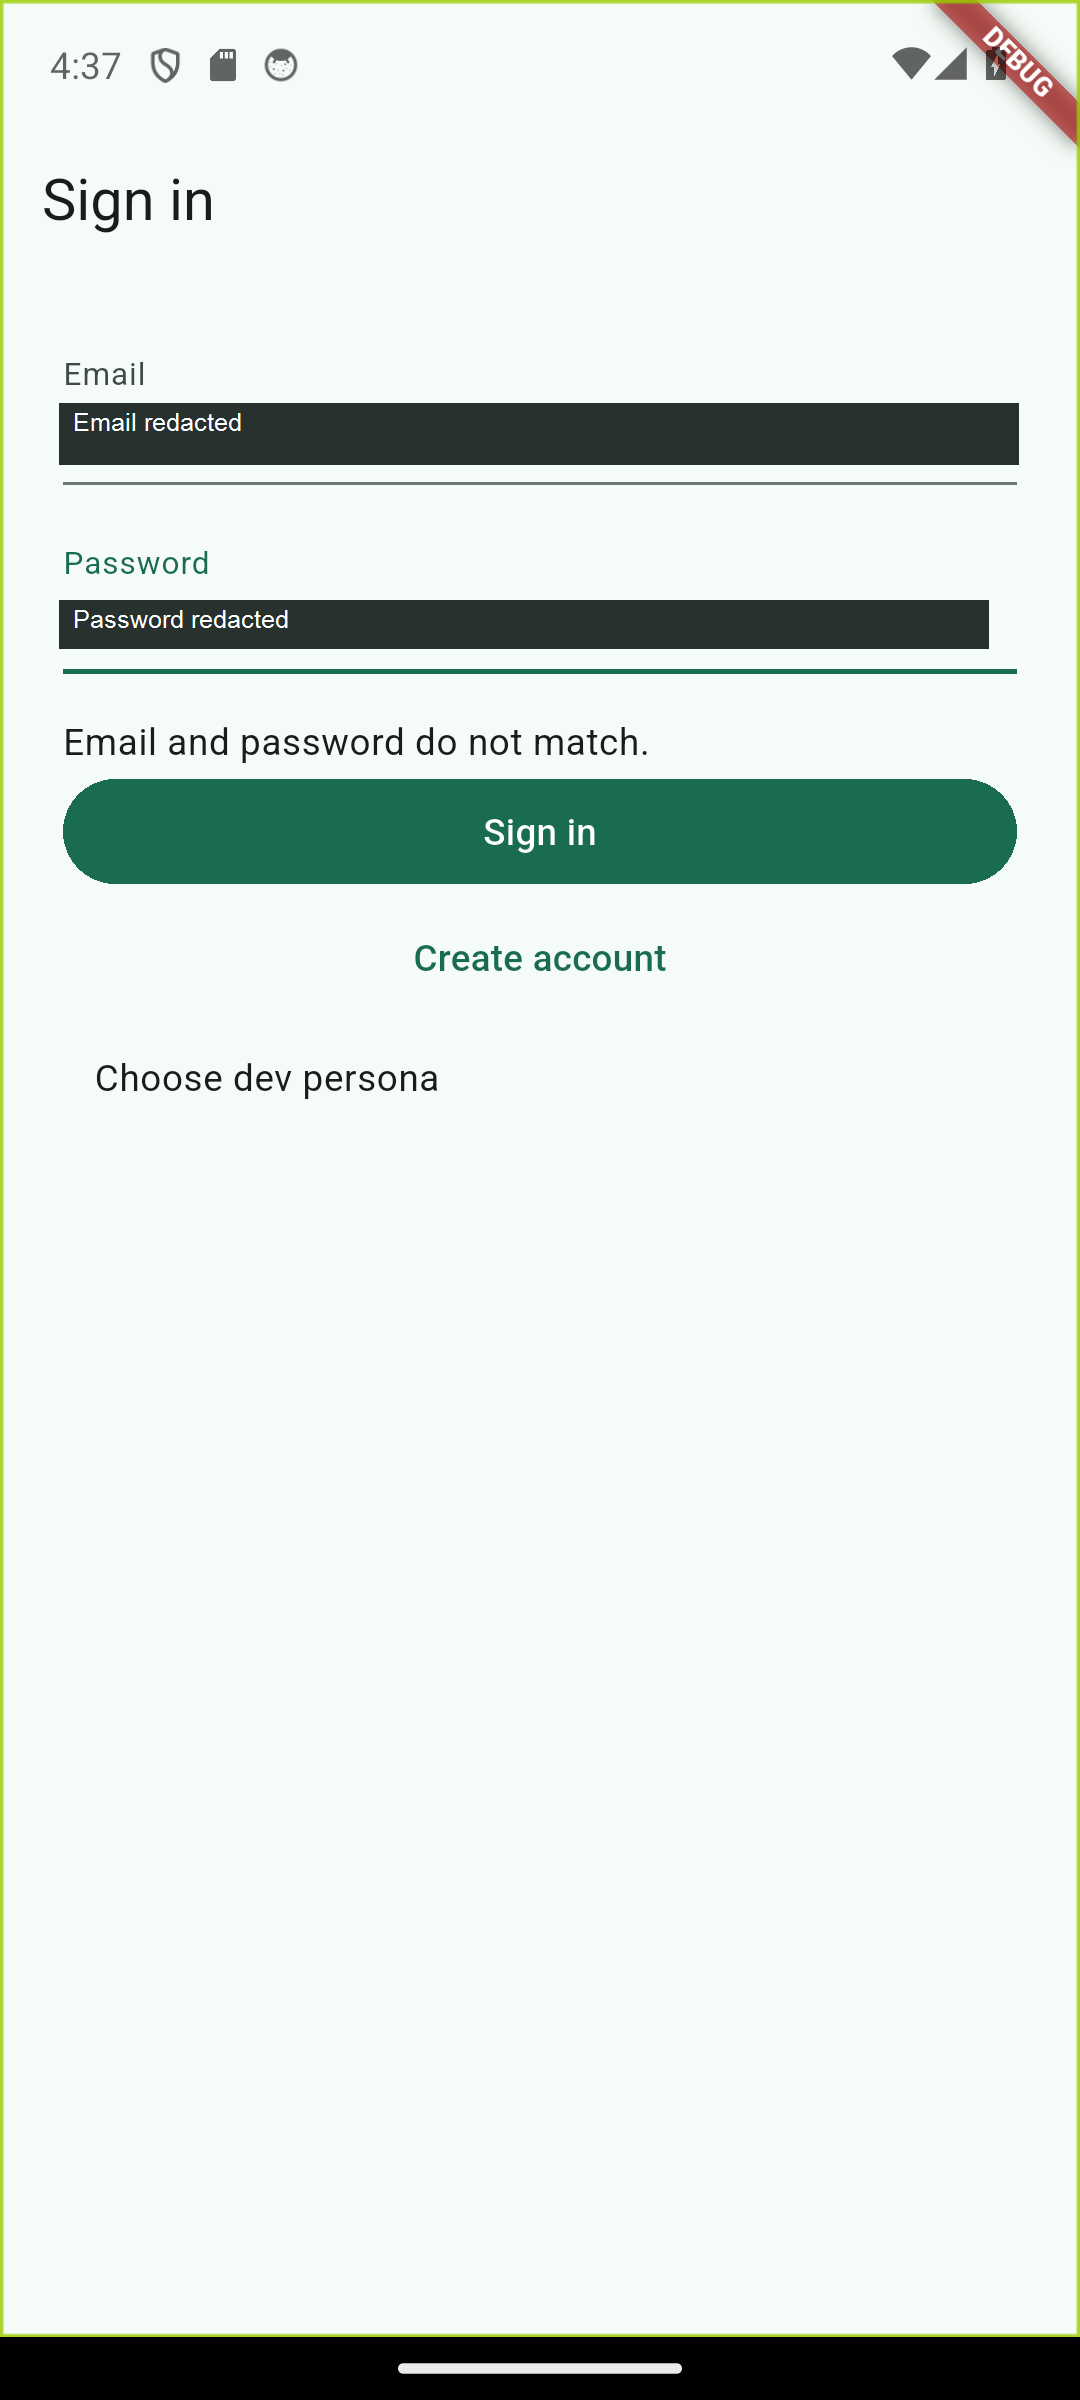 4:37
DEBUG
Sign in
Email
Email redacted
Password
Password redacted
Email and password do not match.
Sign in
Create account
Choose dev persona